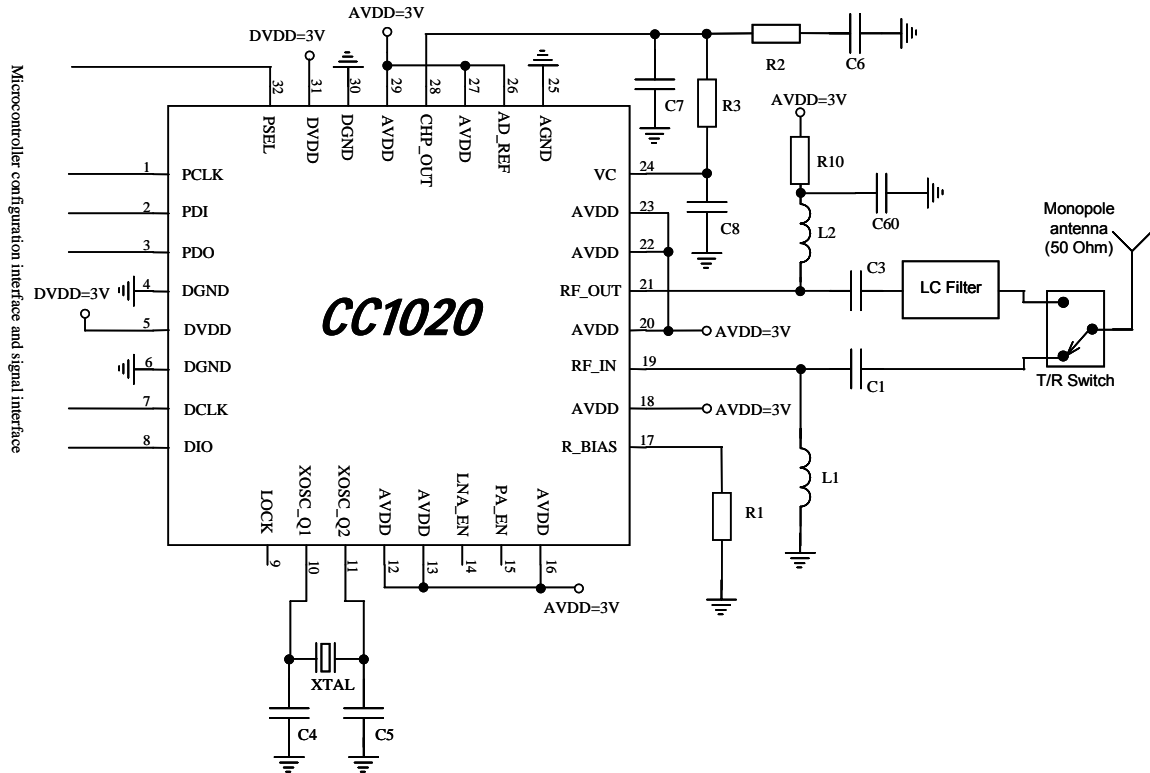 AVDD=3V
DVDD=3V
Microcontroller configuration interface and signal interface
32
31
30
29
28
27
26
25
PSEL
DVDD
DGND
AVDD
CHP_OUT
AVDD
AD_REF
AGND
R2
C6
C7
R3
AVDD=3V
R10
C60
L2
C8
Monopole
antenna
(50 Ohm)
1
PCLK
2
PDI
3
PDO
DVDD=3V
4
DGND
5
DVDD
6
DGND
7
DCLK
8
DIO
CC1020
VC
24
AVDD
23
AVDD
22
RF_OUT
21
C3
LC Filter
AVDD
20
AVDD=3V
RF_IN
19
C1
T/R Switch
AVDD
18
AVDD=3V
R_BIAS
17
L1
R1
LOCK
XOSC_Q1
XOSC_Q2
AVDD
AVDD
LNA_EN
PA_EN
AVDD
9
10
11
12
13
14
15
16
AVDD=3V
XTAL
C4
C5